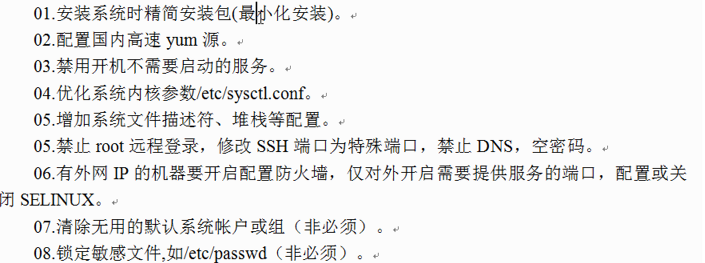 01.安装系统时精简安装包(最小化安装)。
02.配置国内高速 yum 源。
03.禁用开机不需要启动的服务。
04.优化系统内核参数/etc/sysctl.conf。
05.增加系统文件描述符、堆栈等配置。
05.禁止 root 远程登录，修改 SSH 端口为特殊端口，禁止 DNS，空密码。
06.有外网 IP 的机器要开启配置防火墙，仅对外开启需要提供服务的端口，配置或关
闭 SELINUX。
07.清除无用的默认系统帐户或组（非必须）。
08.锁定敏感文件,如/etc/passwd（非必须）。